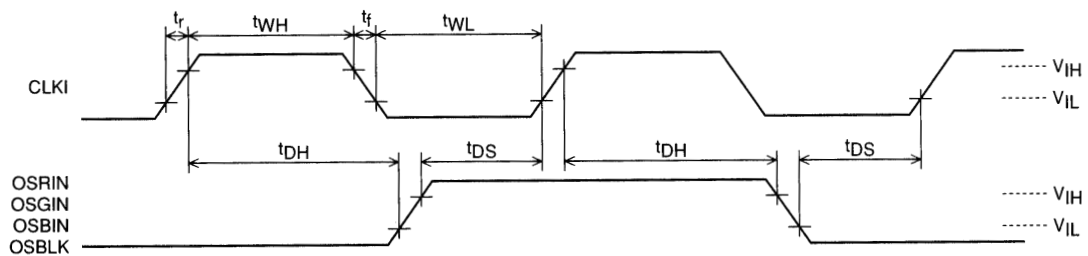 tr tWH tf tWL
CLKI
VIH
VIL
tDH tDS tDH tDS
OSRIN
OSGIN
OSBIN
OSBLK
VIH
VIL